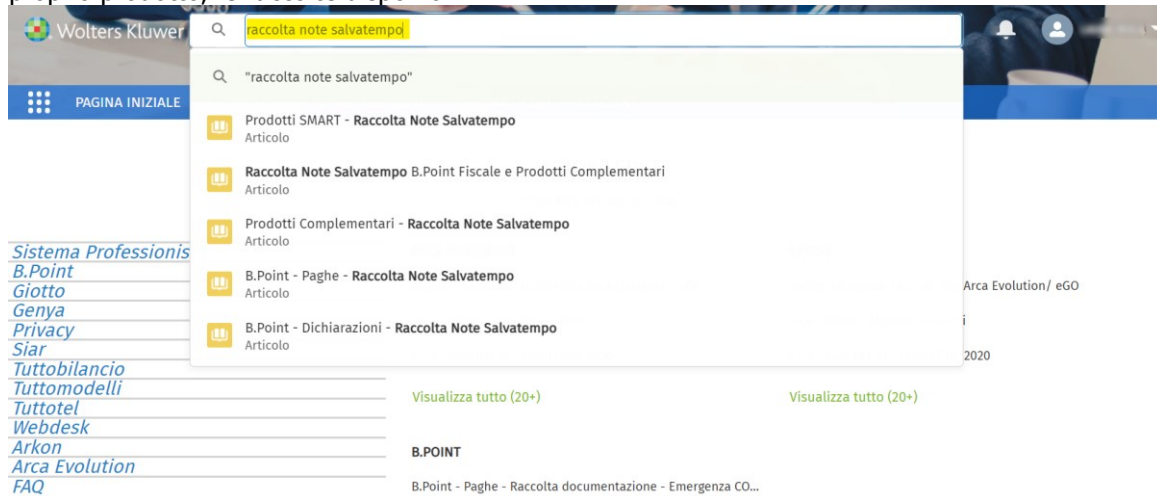 Wolters Kluwer
raccolta note salvatempo
"raccolta note salvatempo"
PAGINA INIZIALE
Prodotti SMART - Raccolta Note Salvatempo
Articolo
Raccolta Note Salvatempo B.Point Fiscale e Prodotti Complementari
Articolo
Prodotti Complementari - Raccolta Note Salvatempo
Articolo
B.Point - Paghe - Raccolta Note Salvatempo
Articolo
B.Point - Dichiarazioni - Raccolta Note Salvatempo
Articolo
Sistema Professionis
B.Point
Giotto
Genya
Privacy
Siar
Tuttobilancio
Tuttomodelli
Tuttotel
Webdesk
Arkon
Arca Evolution
FAQ
Arca Evolution/ eGO
i
2020
Visualizza tutto (20+)
Visualizza tutto (20+)
B.POINT
B.Point - Paghe - Raccolta documentazione - Emergenza CO...